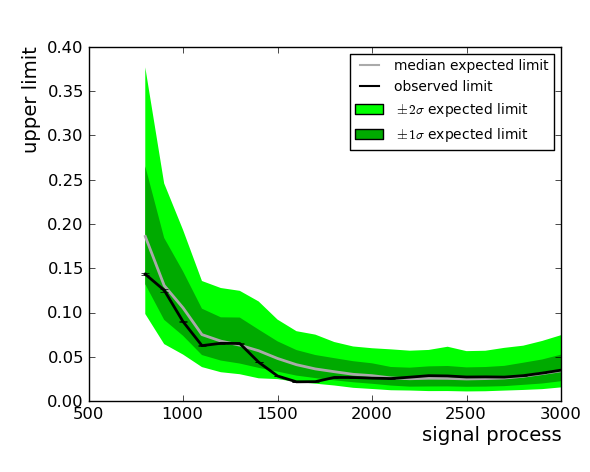 0.40
0.35
0.30
0.25
0.20
0.15
0.10
0.05
0.00
upper limit
500
1000
1500
2000
2500
3000
signal process
median expected limit
observed limit
±2σ expected limit
±1σ expected limit